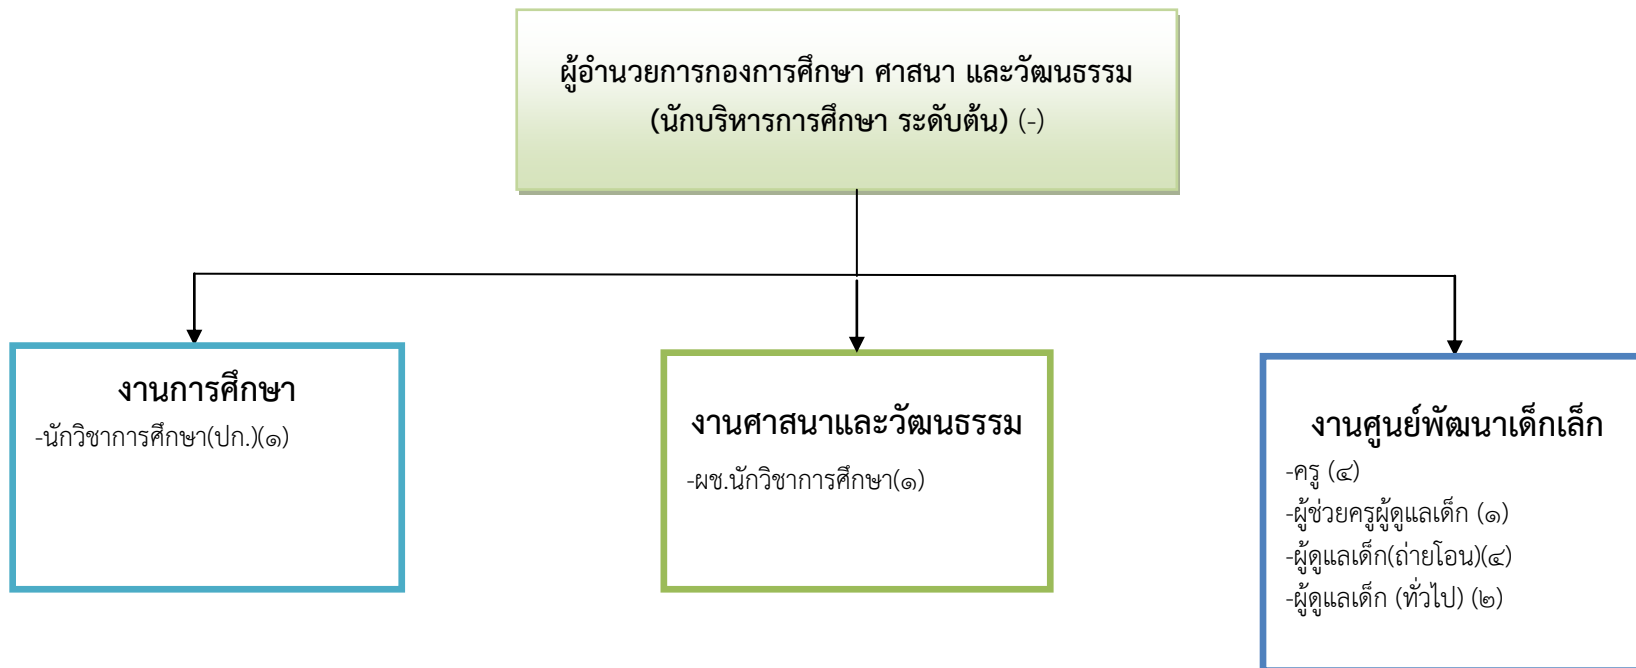 ผู้อำนวยการกองการศึกษา ศาสนา และวัฒนธรรม
(นักบริหารการศึกษา ระดับต้น) (-)
งานการศึกษา
-นักวิชาการศึกษา(ปก.)(๑)
งานศาสนาและวัฒนธรรม
-ผช.นักวิชาการศึกษา(๑)
งานศูนย์พัฒนาเด็กเล็ก
-ครู (๔)
-ผู้ช่วยครูผู้ดูแลเด็ก (๑)
-ผู้ดูแลเด็ก(ถ่ายโอน)(๔)
-ผู้ดูแลเด็ก (ทั่วไป) (๒)